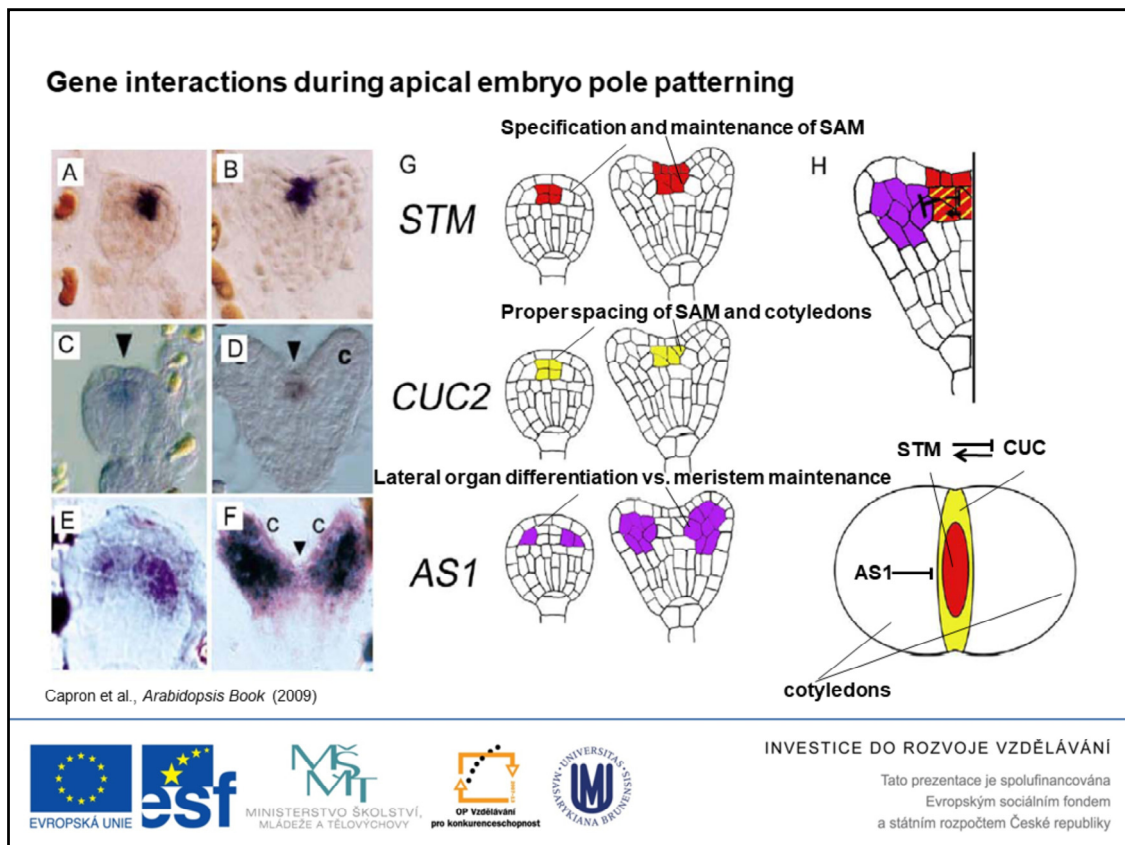 Gene interactions during apical embryo pole patterning
Specification and maintenance of SAM
A
B
G
H
STM
Proper spacing of SAM and cotyledons
C
D
c
CUC2
STM
CUC
Lateral organ differentiation vs. meristem maintenance
E
F
c
c
AS1
AS1
cotyledons
Capron et al., Arabidopsis Book (2009)
EVROPSKÁ UNIE
esf
MŠMT
MINISTERSTVO ŠKOLSTVÍ,
MLÁDEŽE A TĚLOVÝCHOVY
OP Vzdělávání
pro konkurenceschopnost
INVESTICE DO ROZVOJE VZDĚLÁVÁNÍ
Tato prezentace je spolufinancována
Evropským sociálním fondem
a státním rozpočtem České republiky